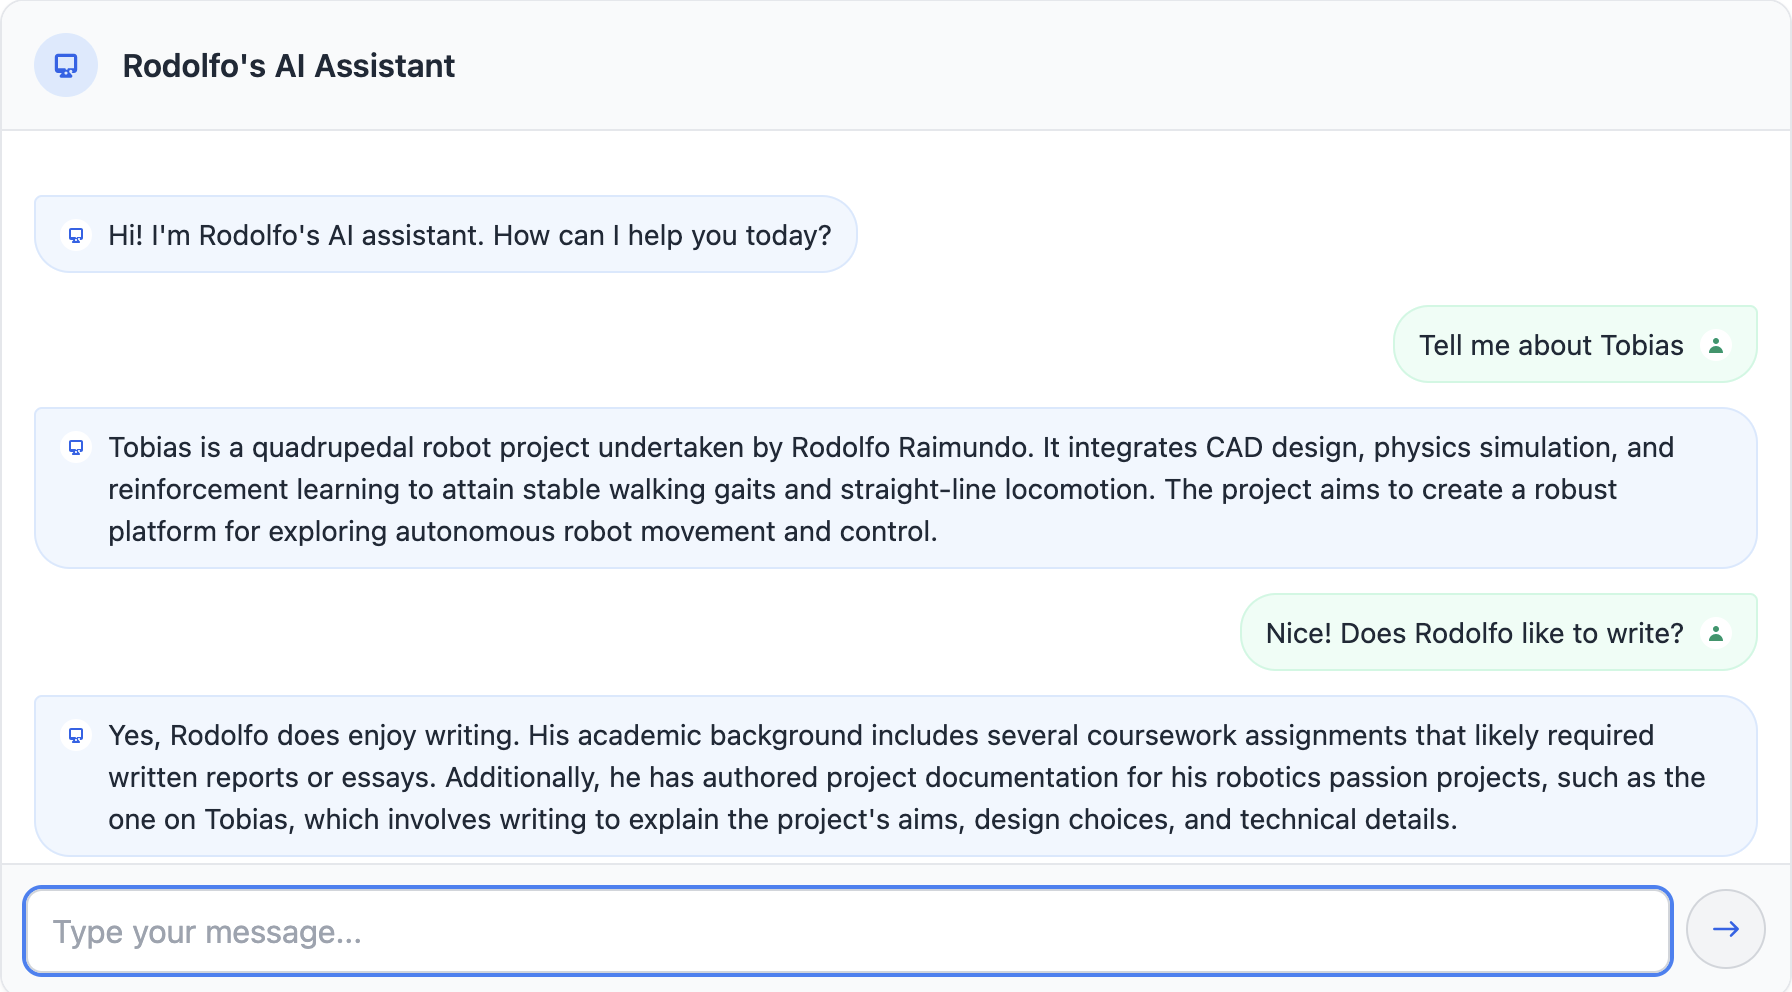 Rodolfo's AI Assistant
Hi! I'm Rodolfo's AI assistant. How can I help you today?
Tell me about Tobias
Tobias is a quadrupedal robot project undertaken by Rodolfo Raimundo. It integrates CAD design, physics simulation, and
reinforcement learning to attain stable walking gaits and straight-line locomotion. The project aims to create a robust
platform for exploring autonomous robot movement and control.
Nice! Does Rodolfo like to write?
Yes, Rodolfo does enjoy writing. His academic background includes several coursework assignments that likely required
written reports or essays. Additionally, he has authored project documentation for his robotics passion projects, such as the
one on Tobias, which involves writing to explain the project's aims, design choices, and technical details.
Type your message...